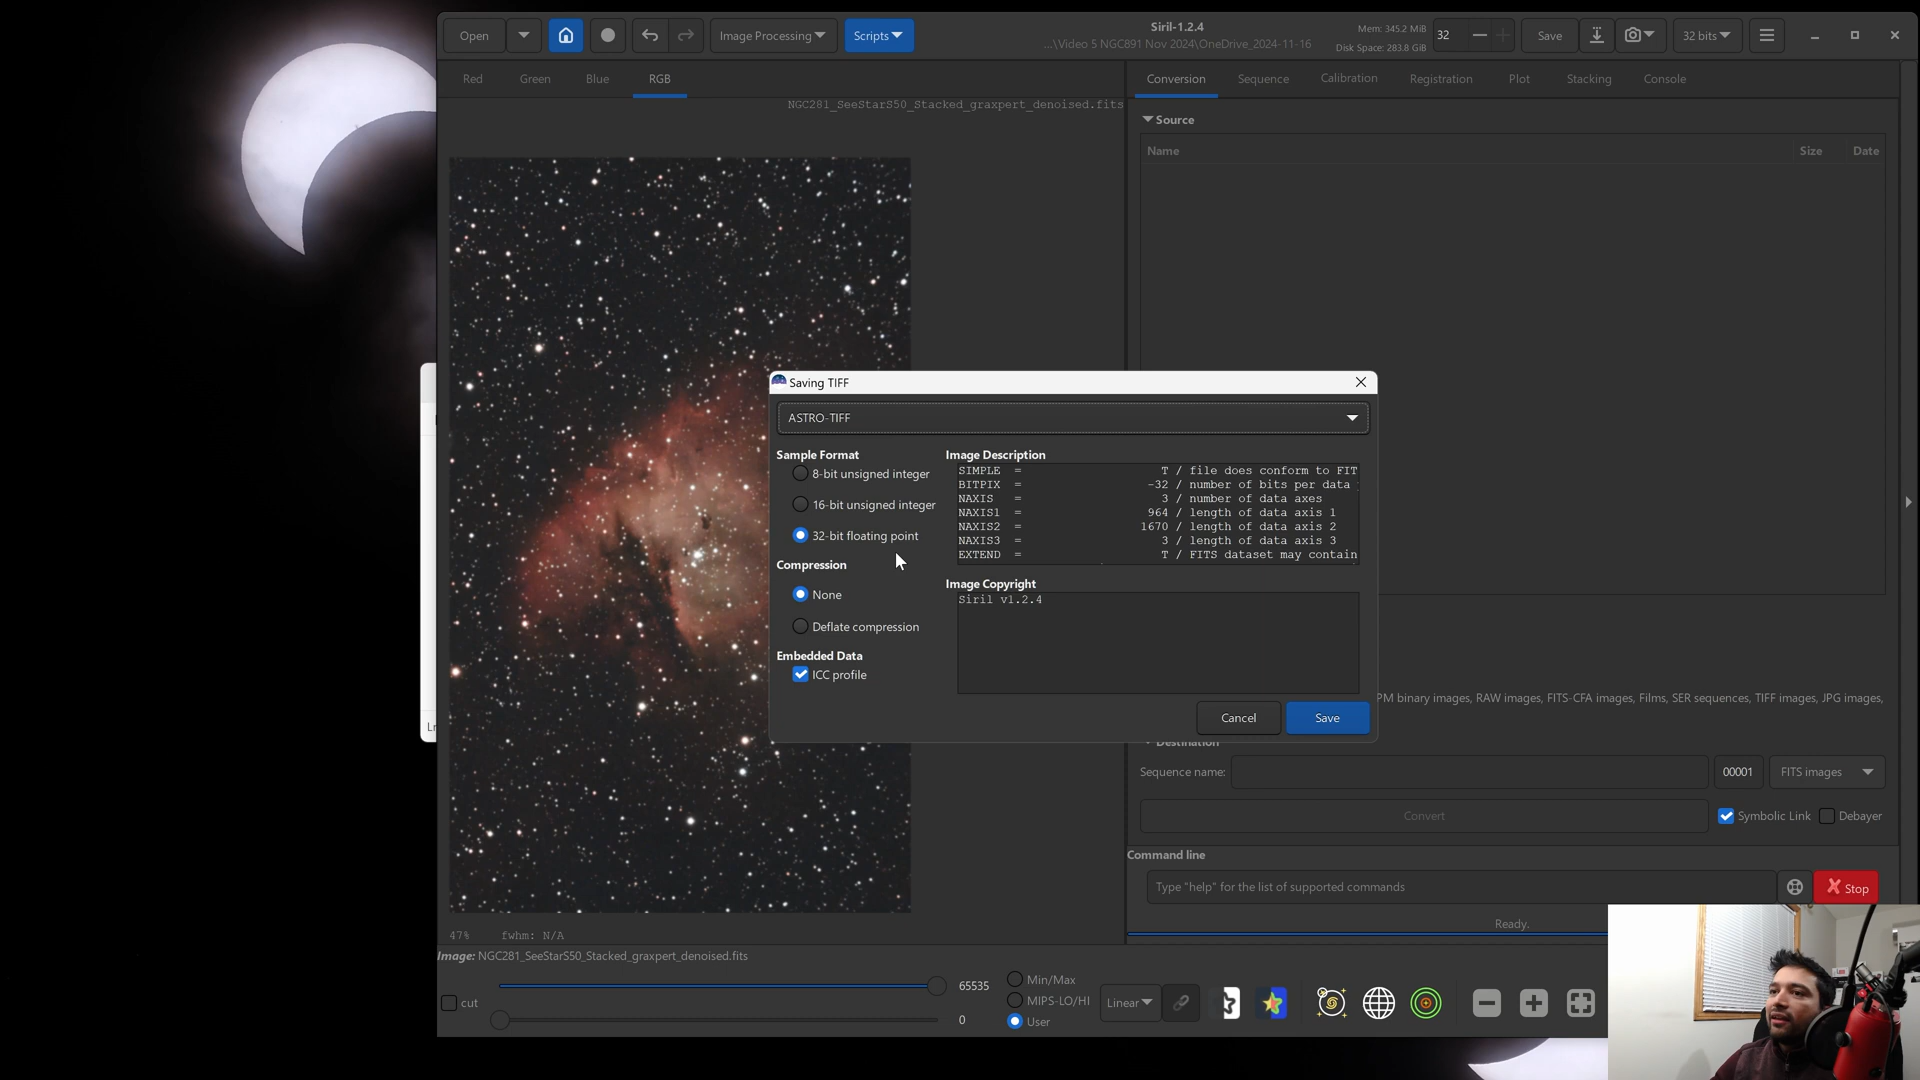 Open
Image Processing
Scripts
Siril-1.2.4
...\Video 5 NGC891 Nov 2024\OneDrive_2024-11-16
Mem: 345.2 MiB
Disk Space: 283.8 GiB
32
Save
32 bits
Red Green Blue RGB
Conversion Sequence Calibration Registration Plot Stacking Console
NGC281_SeeStarS50_Stacked_graxpert_denoised.fits
Source
Name Size Date
Saving TIFF
ASTRO-TIFF
Sample Format
8-bit unsigned integer
16-bit unsigned integer
32-bit floating point
Compression
None
Deflate compression
Embedded Data
ICC profile
Image Description
SIMPLE = T / file does conform to FIT
BITPIX = -32 / number of bits per data
NAXIS = 3 / number of data axes
NAXIS1 = 964 / length of data axis 1
NAXIS2 = 1670 / length of data axis 2
NAXIS3 = 3 / length of data axis 3
EXTEND = T / FITS dataset may contain
Image Copyright
Siril v1.2.4
Cancel Save
PM binary images, RAW images, FITS-CFA images, Films, SER sequences, TIFF images, JPG images,
Destination
Sequence name: 00001 FITS images
Convert Symbolic Link Debayer
Command line
Type "help" for the list of supported commands
Stop
Ready.
47% fwhm: N/A
Image: NGC281_SeeStarS50_Stacked_graxpert_denoised.fits
cut
65535
0
Min/Max
MIPS-LO/HI
User
Linear